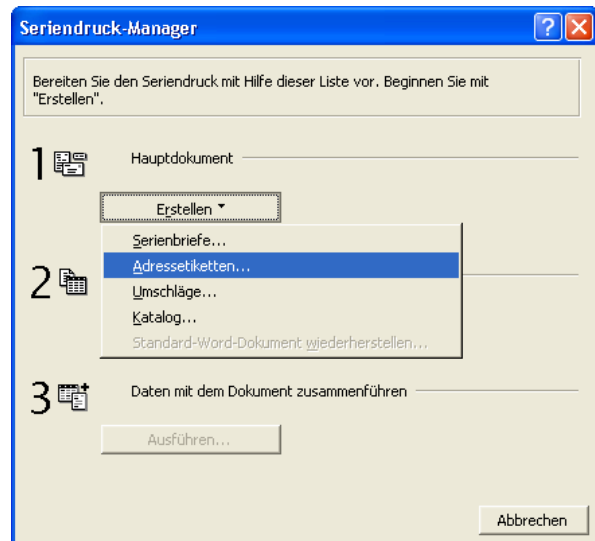 Seriendruck-Manager
Bereiten Sie den Seriendruck mit Hilfe dieser Liste vor. Beginnen Sie mit
"Erstellen".
1 Hauptdokument
Erstellen
Serienbriefe...
Adressetiketten...
Umschläge...
Katalog...
Standard-Word-Dokument wiederherstellen...
2
3 Daten mit dem Dokument zusammenführen
Ausführen...
Abbrechen